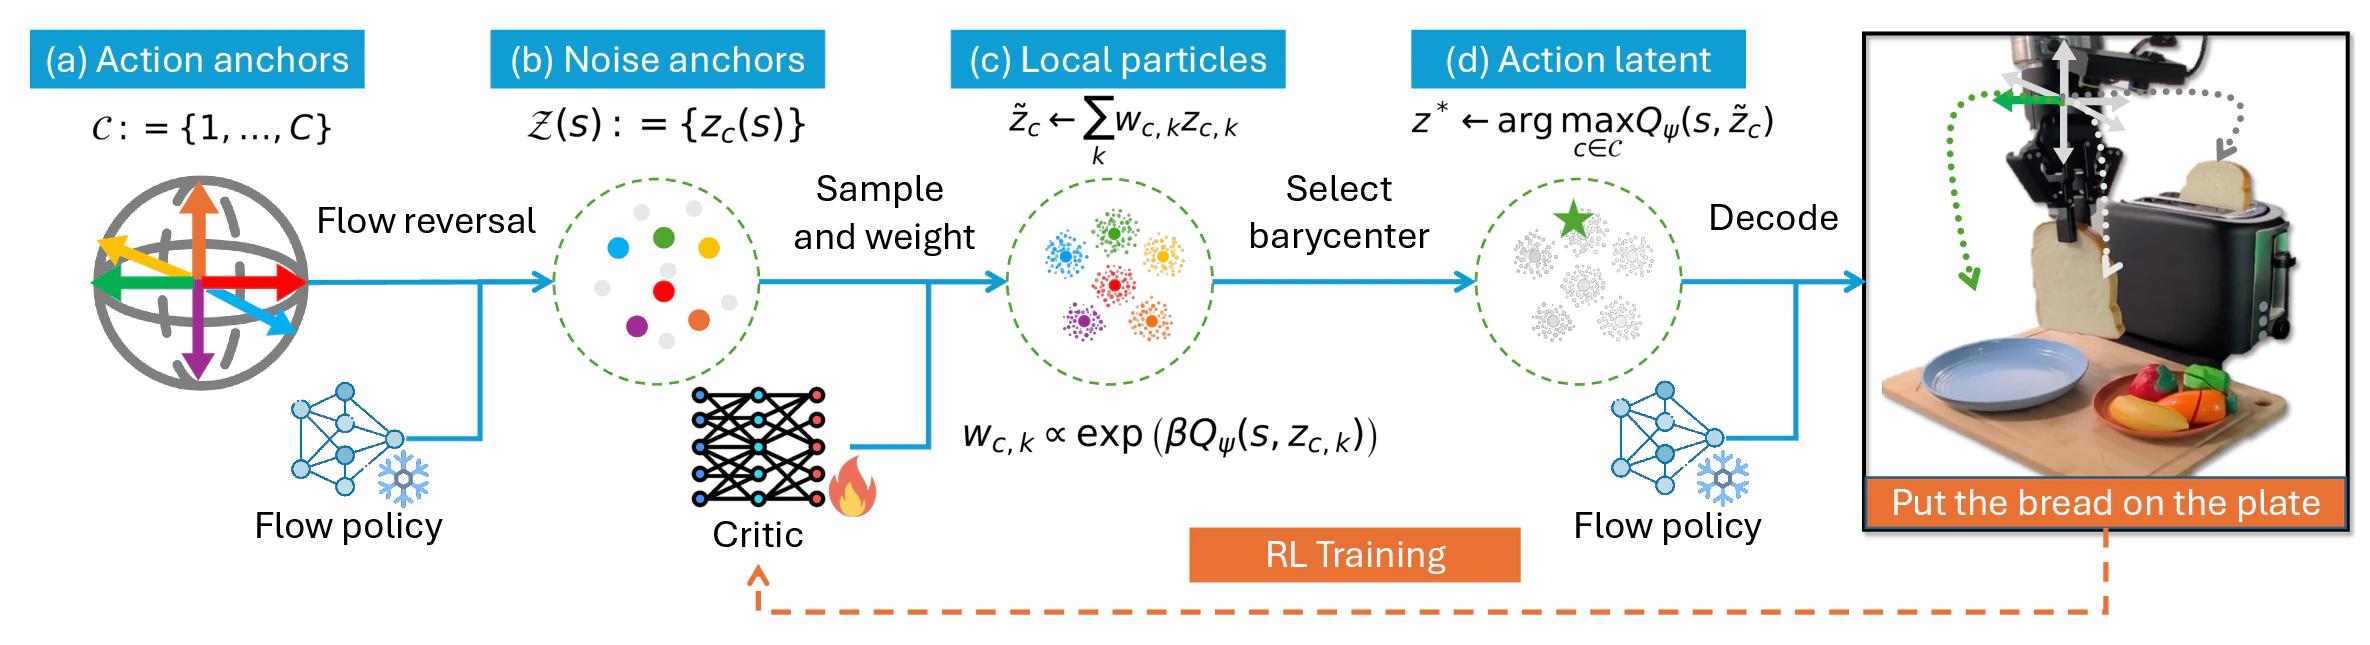 (a) Action anchors
𝒞 : = {1, ..., C}
Flow reversal
Flow policy
(b) Noise anchors
𝒵(s) : = {z_c(s)}
Sample
and weight
Critic
(c) Local particles
z̃_c ← ∑_k w_{c, k} z_{c, k}
w_{c, k} ∝ exp (βQ_ψ(s, z_{c, k}))
Select
barycenter
(d) Action latent
z* ← arg max_{c∈𝒞} Q_ψ(s, z̃_c)
Decode
Flow policy
Put the bread on the plate
RL Training